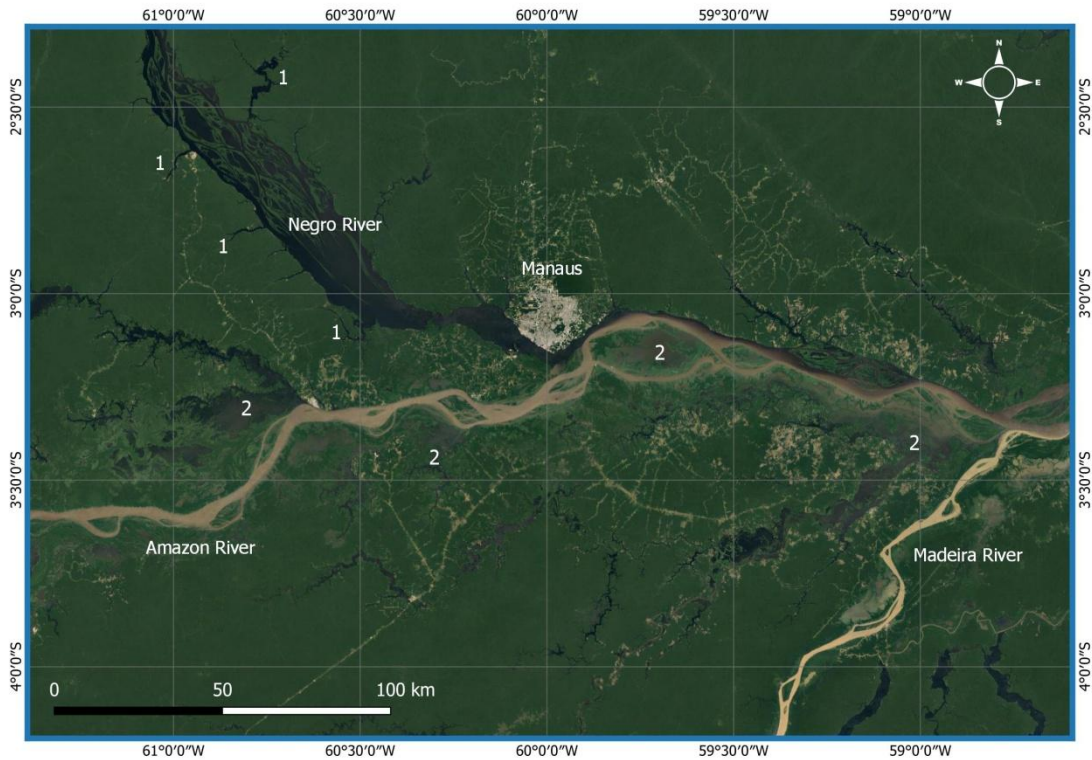 61°0'0"W 60°30'0"W 60°0'0"W 59°30'0"W 59°0'0"W
N
W E
S
1
2°30'0"S 2°30'0"S
1
Negro River
1
Manaus
3°0'0"S 3°0'0"S
1
2
2
2 2
3°30'0"S 3°30'0"S
Amazon River
Madeira River
4°0'0"S 4°0'0"S
0 50 100 km
61°0'0"W 60°30'0"W 60°0'0"W 59°30'0"W 59°0'0"W